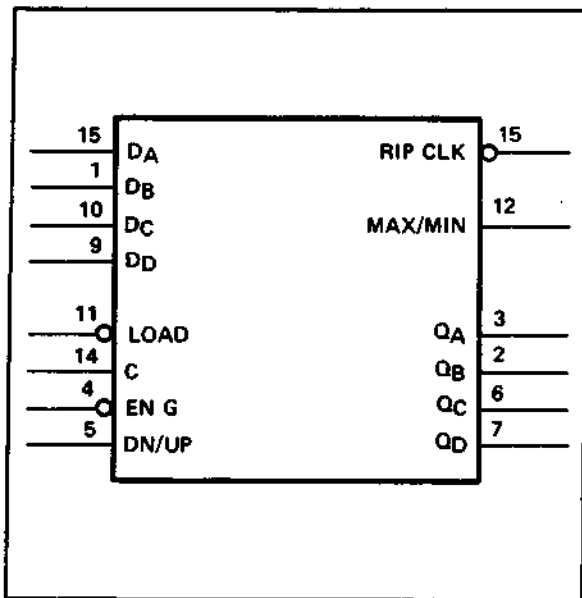 15 DA RIP CLK 15
1 DB
10 DC MAX/MIN 12
9 DD
11 LOAD QA 3
14 C QB 2
4 EN G QC 6
5 DN/UP QD 7